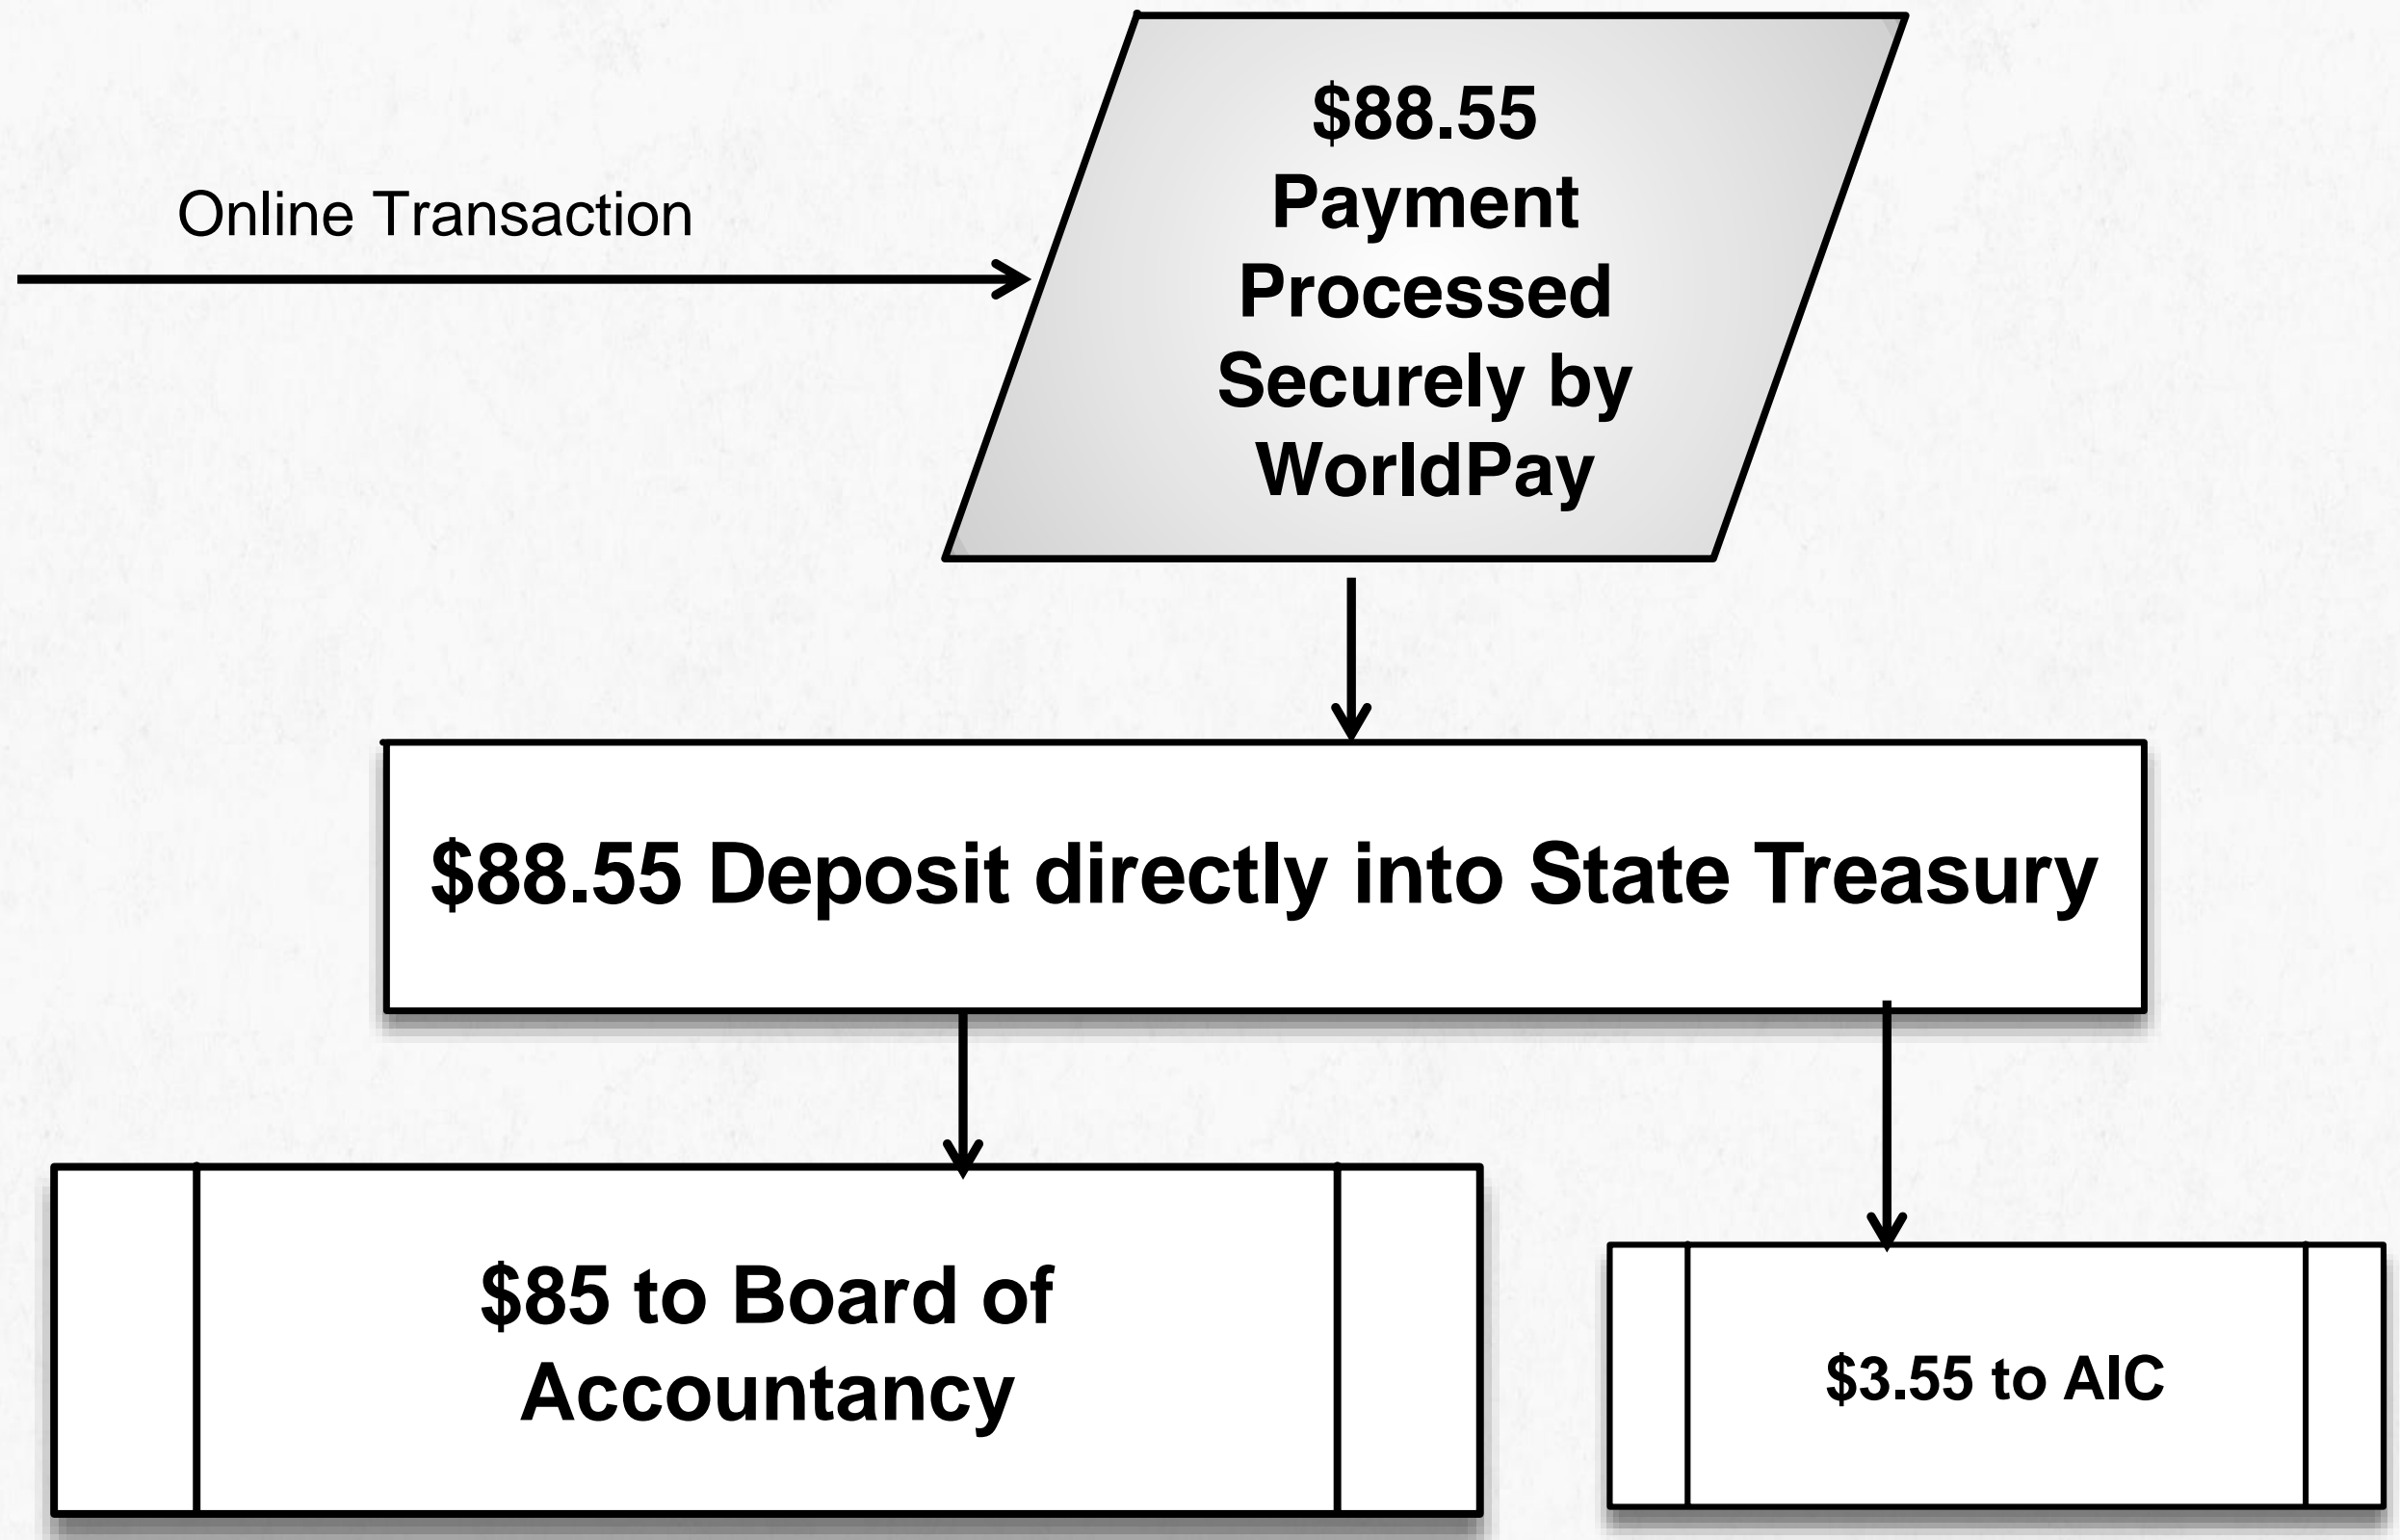 Online Transaction
$88.55
Payment
Processed
Securely by
WorldPay
$88.55 Deposit directly into State Treasury
$85 to Board of
Accountancy
$3.55 to AIC